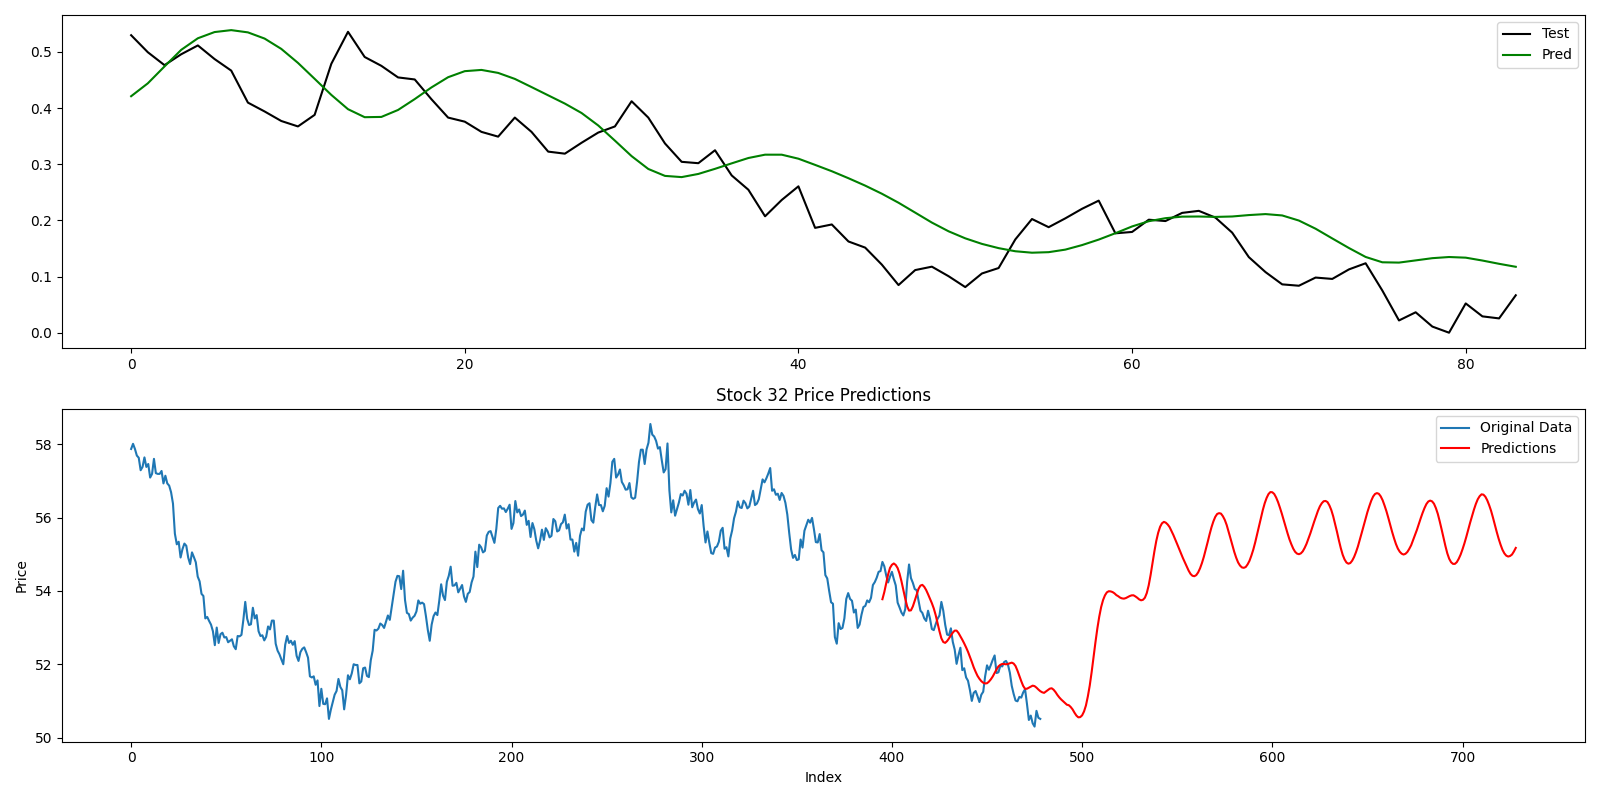 0.5
0.4
0.3
0.2
0.1
0.0
Test
Pred
0 20 40 60 80
Stock 32 Price Predictions
58
56
54
52
50
Price
Original Data
Predictions
0 100 200 300 400 500 600 700
Index